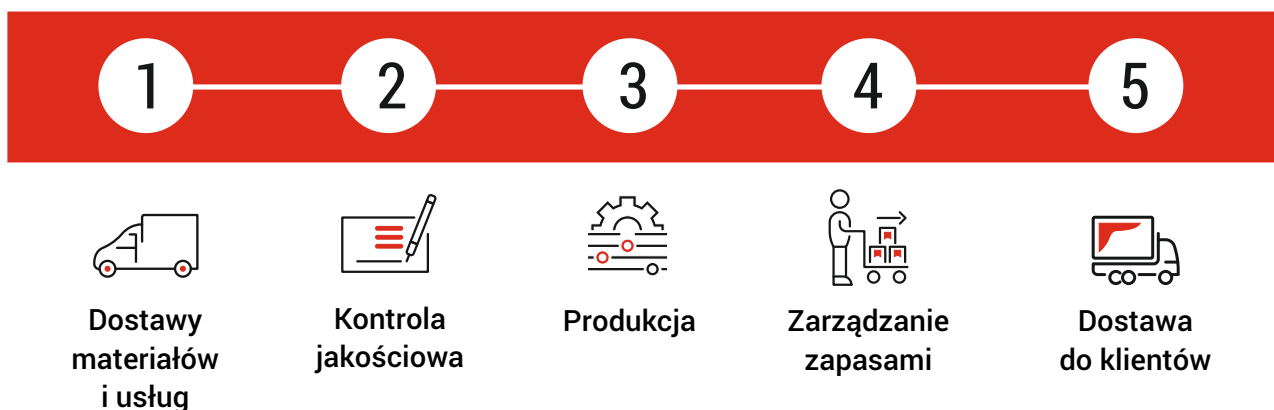 1
2
3
4
5
Dostawy
materiałów
i usług
Kontrola
jakościowa
Produkcja
Zarządzanie
zapasami
Dostawa
do klientów